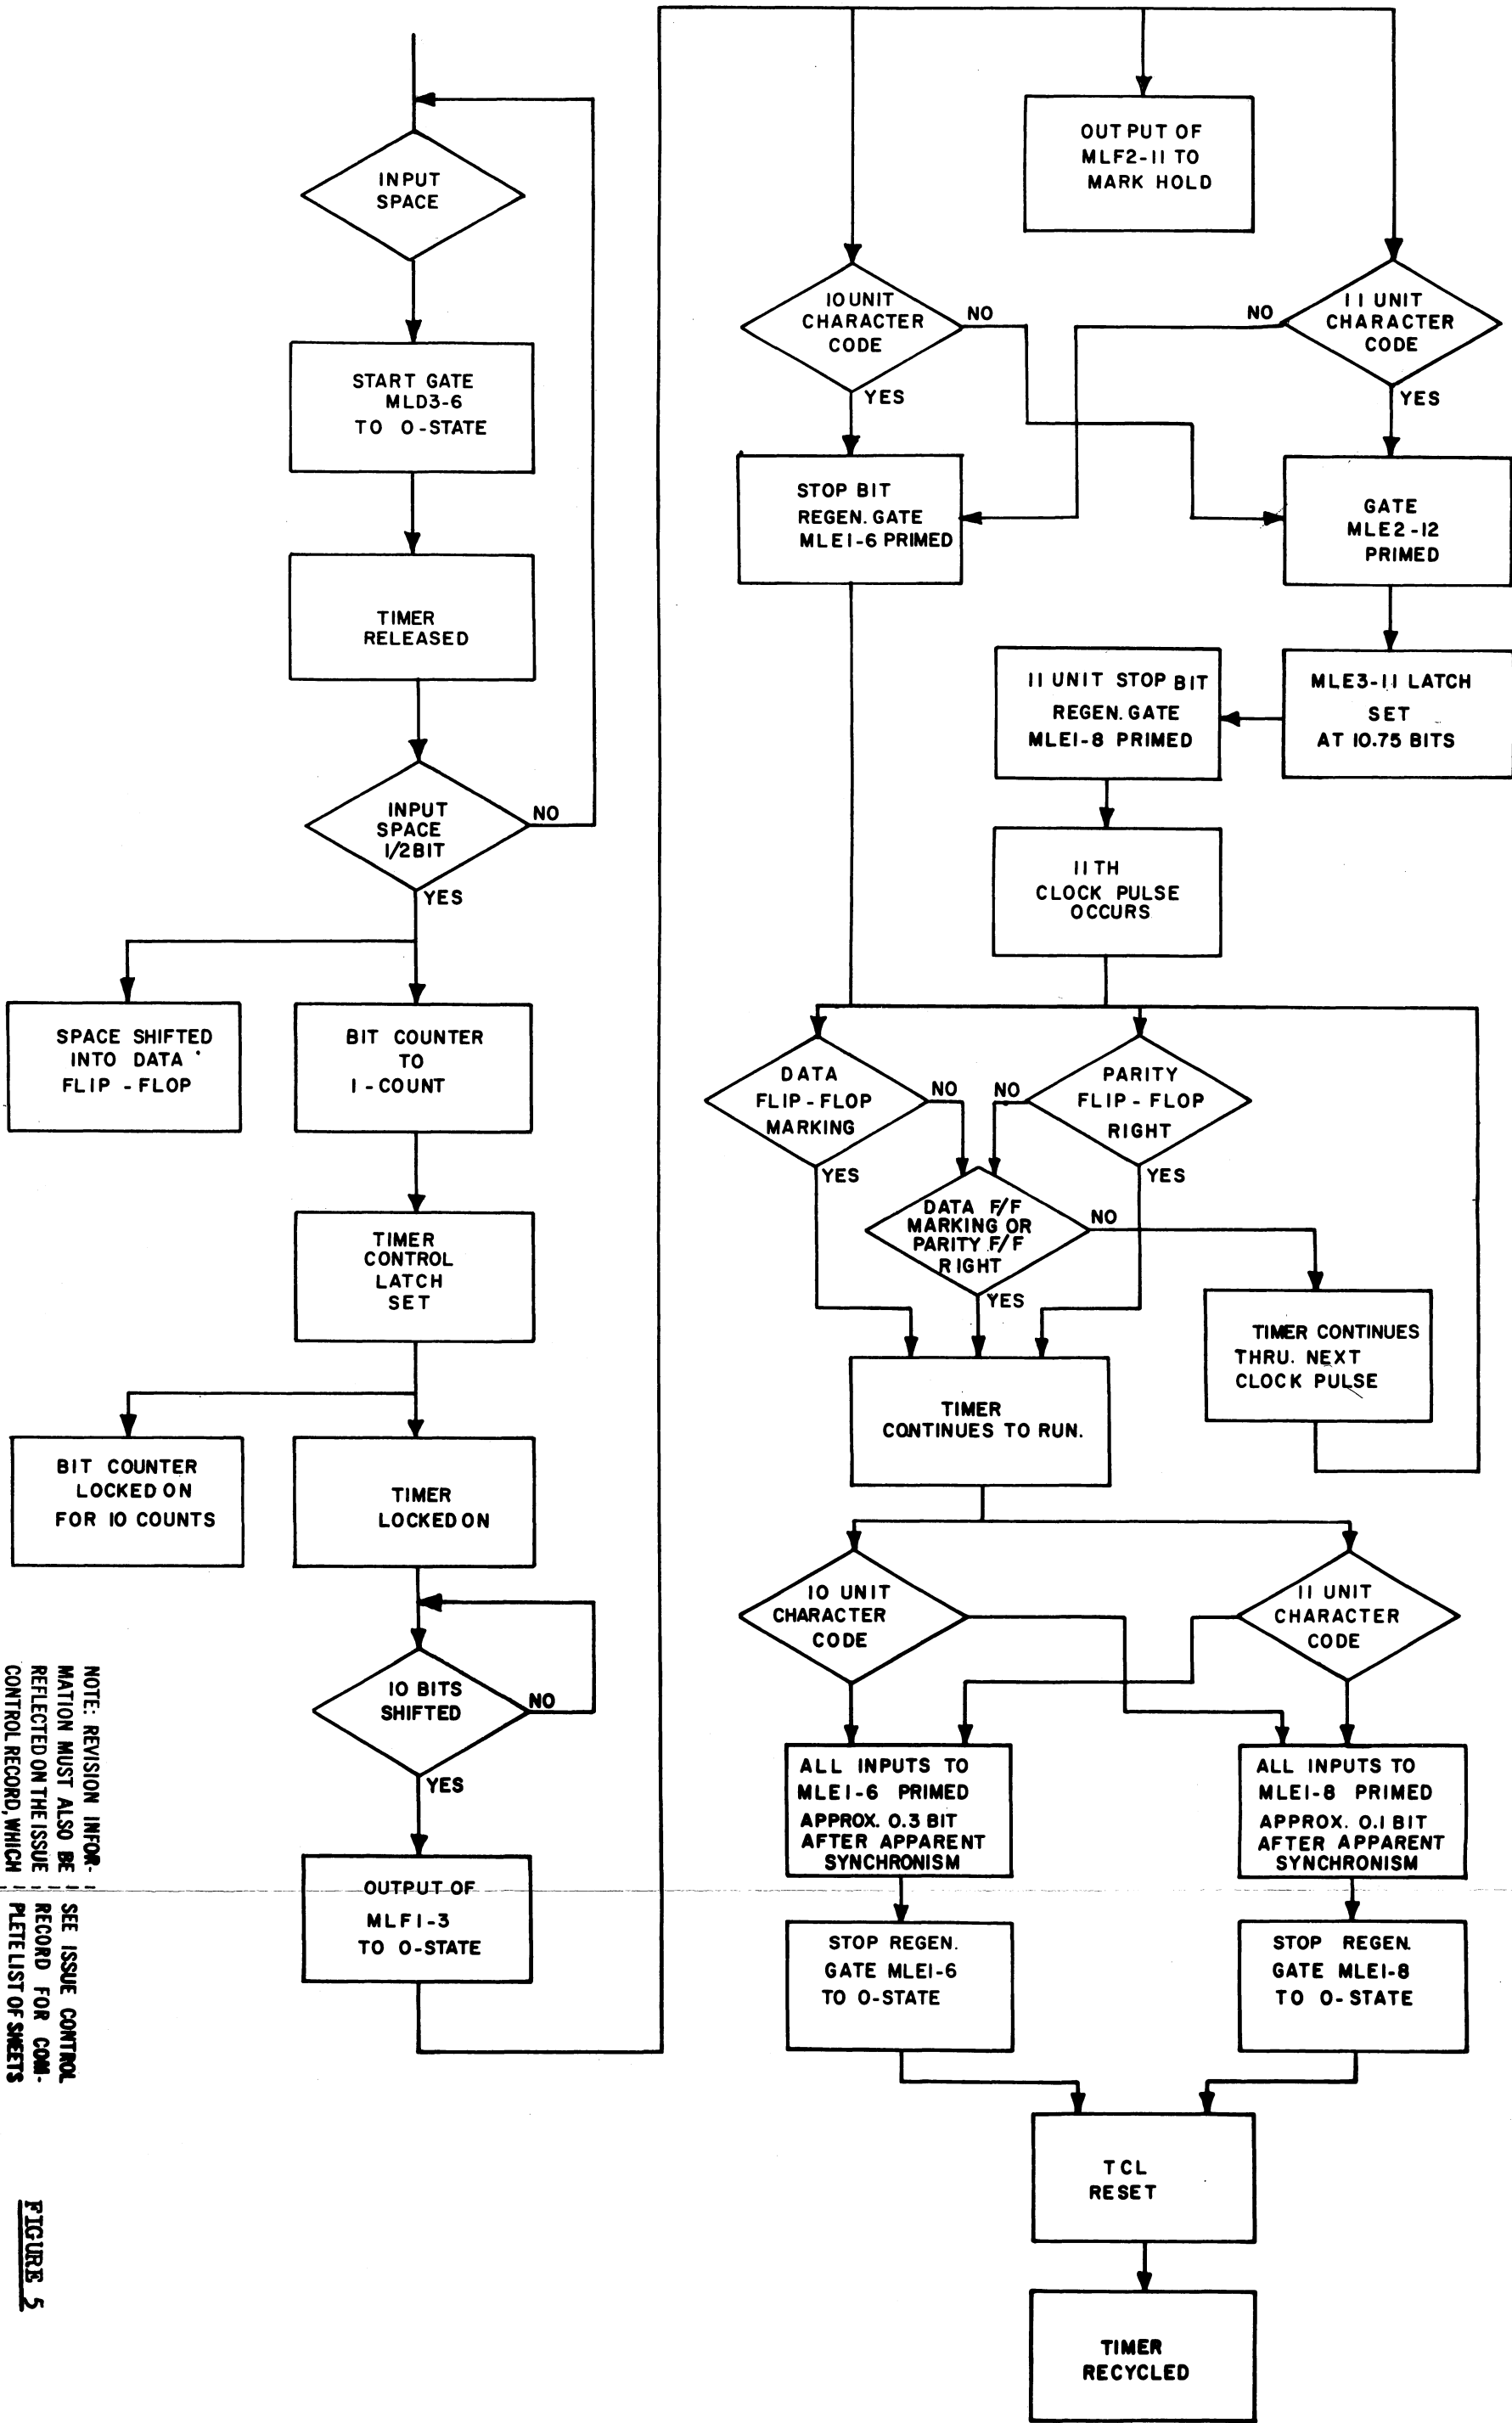 INPUT
SPACE
START GATE
MLD3-6
TO O-STATE
TIMER
RELEASED
INPUT
SPACE
1/2BIT
NO
YES
SPACE SHIFTED
INTO DATA
FLIP - FLOP
BIT COUNTER
TO
1 - COUNT
TIMER
CONTROL
LATCH
SET
BIT COUNTER
LOCKED ON
FOR 10 COUNTS
TIMER
LOCKED ON
10 BITS
SHIFTED
NO
YES
OUTPUT OF
MLF1-3
TO O-STATE
OUTPUT OF
MLF2-11 TO
MARK HOLD
10 UNIT
CHARACTER
CODE
NO
YES
11 UNIT
CHARACTER
CODE
NO
YES
STOP BIT
REGEN. GATE
MLE1-6 PRIMED
GATE
MLE2-12
PRIMED
11 UNIT STOP BIT
REGEN. GATE
MLE1-8 PRIMED
MLE3-11 LATCH
SET
AT 10.75 BITS
11TH
CLOCK PULSE
OCCURS
DATA
FLIP-FLOP
MARKING
NO
YES
PARITY
FLIP - FLOP
RIGHT
NO
YES
DATA F/F
MARKING OR
PARITY F/F
RIGHT
NO
YES
TIMER CONTINUES
THRU. NEXT
CLOCK PULSE
TIMER
CONTINUES TO RUN.
10 UNIT
CHARACTER
CODE
11 UNIT
CHARACTER
CODE
ALL INPUTS TO
MLE1-6 PRIMED
APPROX. 0.3 BIT
AFTER APPARENT
SYNCHRONISM
ALL INPUTS TO
MLE1-8 PRIMED
APPROX. 0.1 BIT
AFTER APPARENT
SYNCHRONISM
STOP REGEN.
GATE MLE1-6
TO O-STATE
STOP REGEN.
GATE MLE1-8
TO O-STATE
TCL
RESET
TIMER
RECYCLED
NOTE: REVISION INFOR-
MATION MUST ALSO BE
REFLECTED ON THE ISSUE
CONTROL RECORD, WHICH
SEE ISSUE CONTROL
RECORD FOR COM-
PLETE LIST OF SHEETS
FIGURE 5